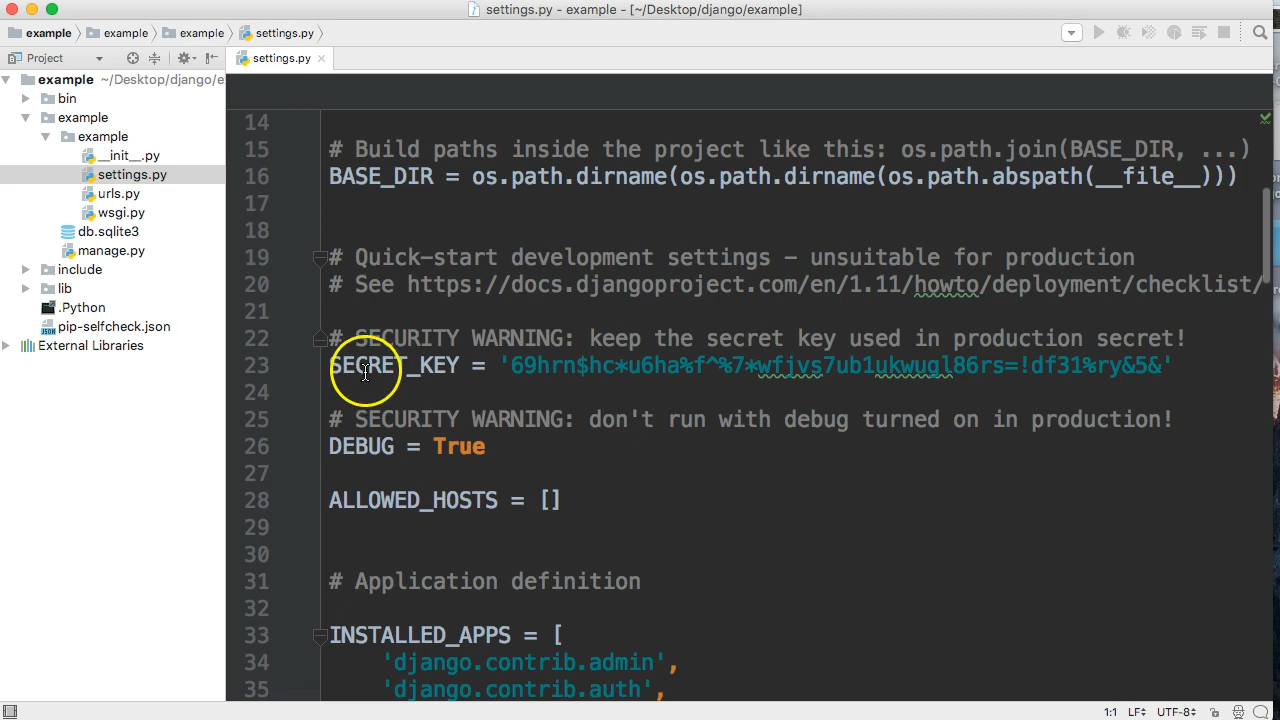 settings.py - example - [~/Desktop/django/example]
example example example settings.py
Project settings.py
example ~/Desktop/django/e
bin
example
example
__init__.py
settings.py
urls.py
wsgi.py
db.sqlite3
manage.py
include
lib
.Python
pip-selfcheck.json
External Libraries
14
15 # Build paths inside the project like this: os.path.join(BASE_DIR, ...)
16 BASE_DIR = os.path.dirname(os.path.dirname(os.path.abspath(__file__)))
17
18
19 # Quick-start development settings - unsuitable for production
20 # See https://docs.djangoproject.com/en/1.11/howto/deployment/checklist/
21
22 # SECURITY WARNING: keep the secret key used in production secret!
23 SECRET_KEY = '69hrn$hc*u6ha%f^%7*wfjvs7ub1ukwugl86rs=!df31%ry&5&'
24
25 # SECURITY WARNING: don't run with debug turned on in production!
26 DEBUG = True
27
28 ALLOWED_HOSTS = []
29
30
31 # Application definition
32
33 INSTALLED_APPS = [
34 'django.contrib.admin',
35 'django.contrib.auth',
1:1 LF UTF-8